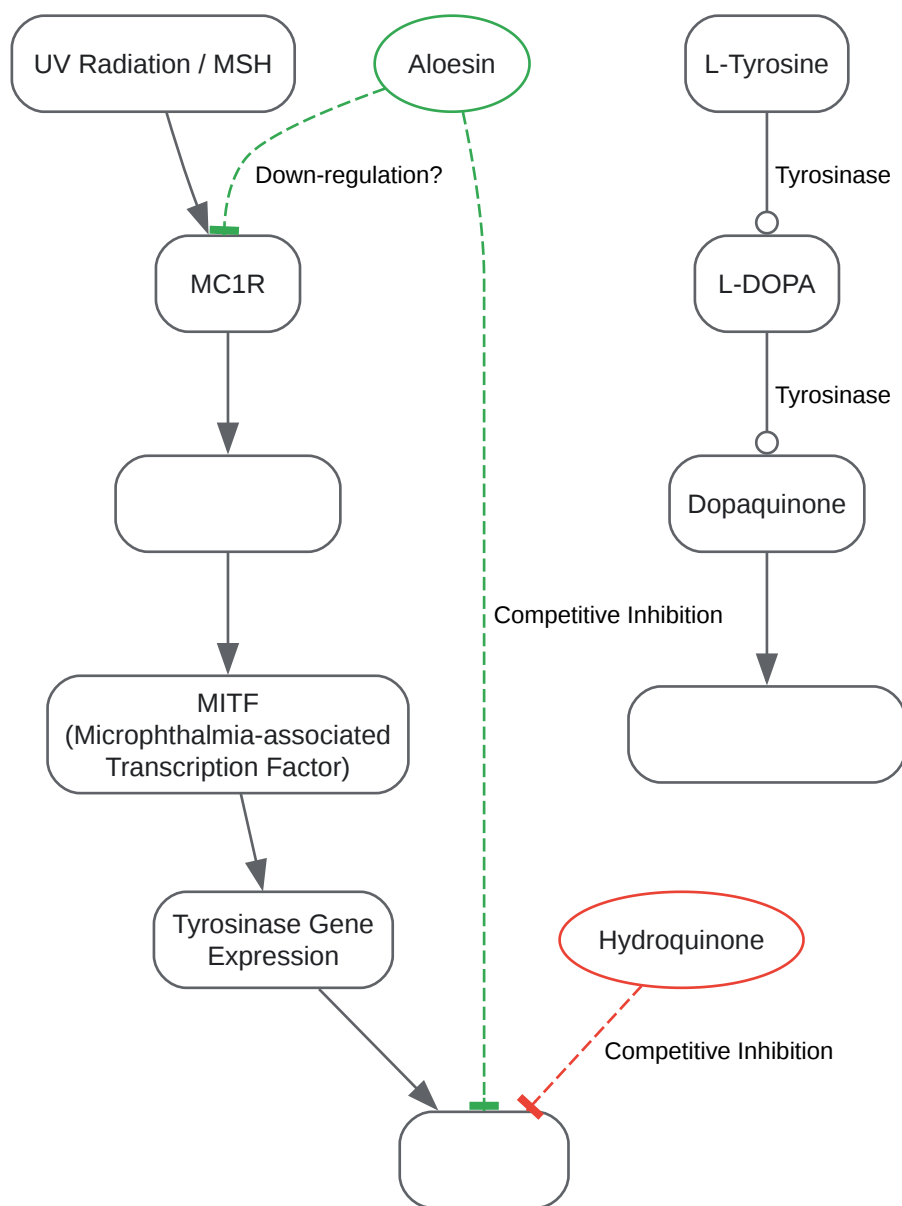 UV Radiation / MSH
Aloesin
L-Tyrosine
Down-regulation?
Tyrosinase
MC1R
L-DOPA
Tyrosinase
Dopaquinone
Competitive Inhibition
MITF
(Microphthalmia-associated
Transcription Factor)
Tyrosinase Gene
Expression
Hydroquinone
Competitive Inhibition